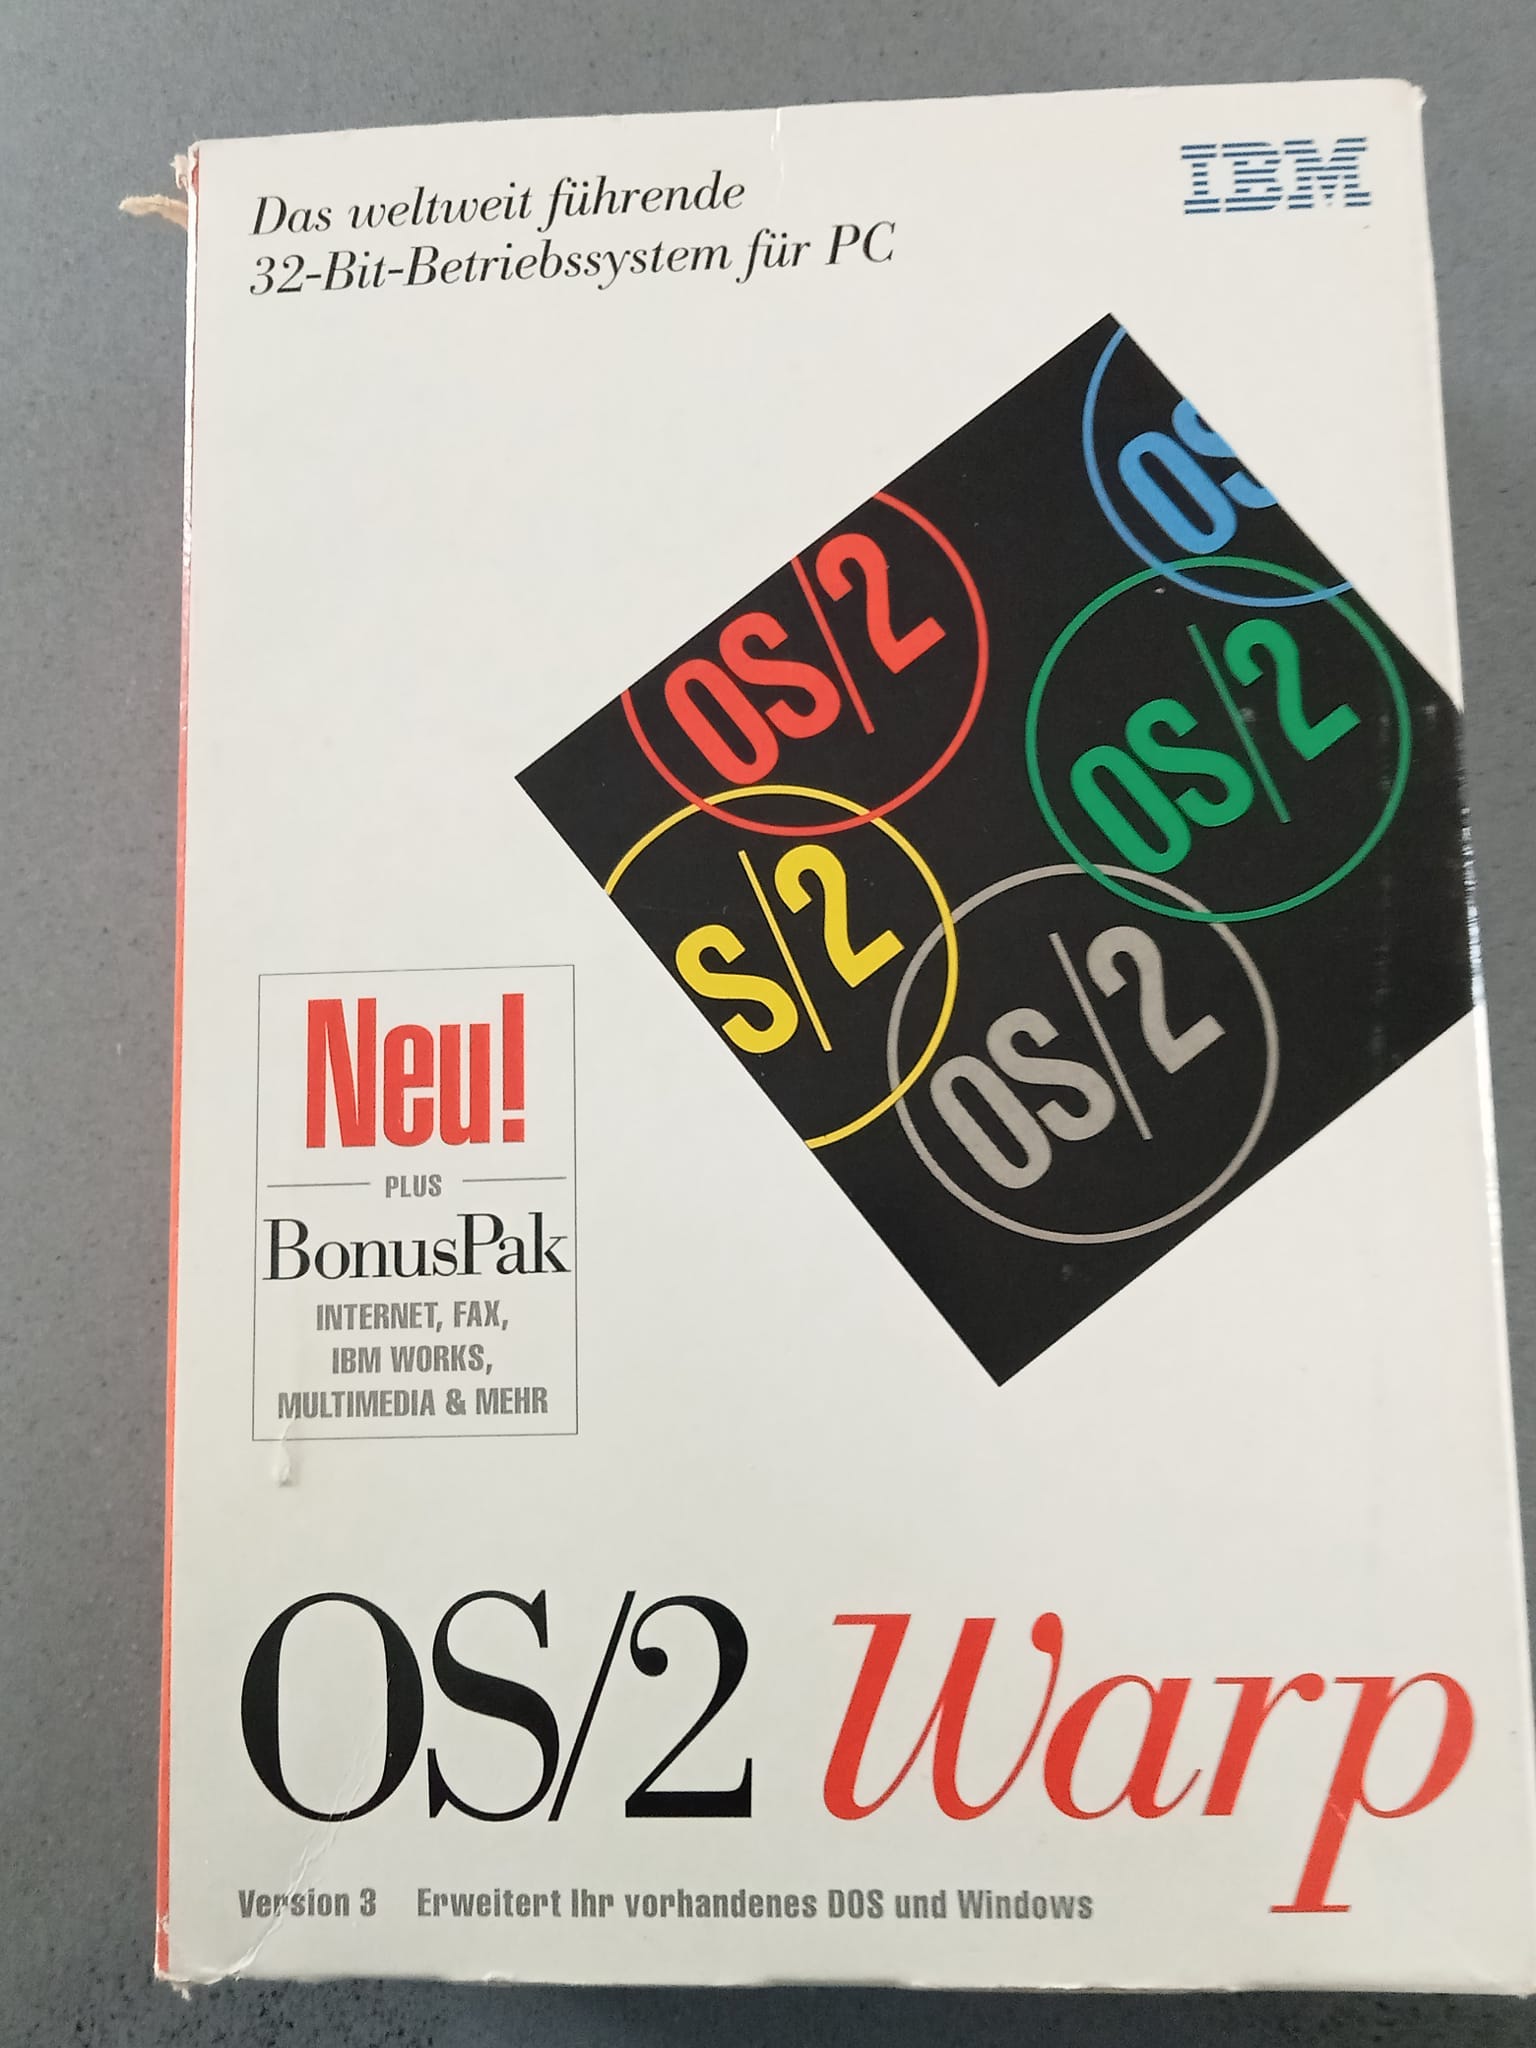 Das weltweit führende
32-Bit-Betriebssystem für PC
IBM
OS
OS/2
OS/2
S/2
OS/2
Neu!
PLUS
BonusPak
INTERNET, FAX,
IBM WORKS,
MULTIMEDIA & MEHR
OS/2 Warp
Version 3 Erweitert Ihr vorhandenes DOS und Windows